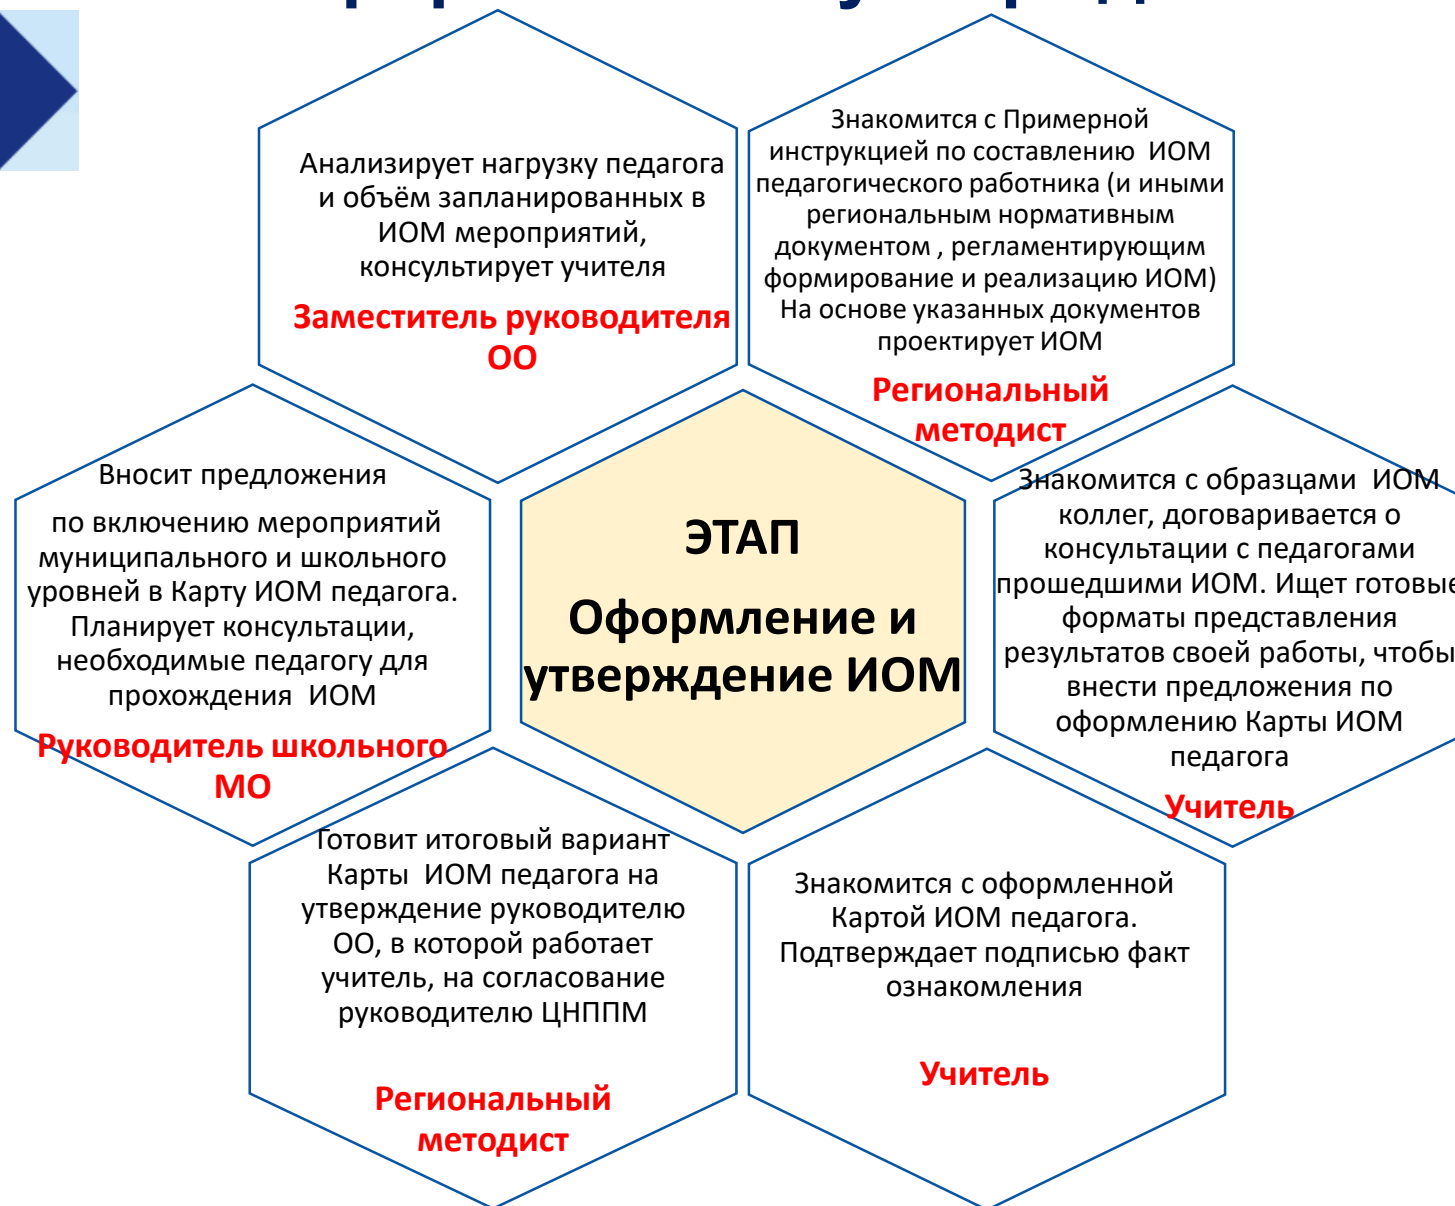 Анализирует нагрузку педагога
и объём запланированных в
ИОМ мероприятий,
консультирует учителя
Заместитель руководителя
ОО
Знакомится с Примерной
инструкцией по составлению ИОМ
педагогического работника (и иными
региональным нормативным
документом , регламентирующим
формирование и реализацию ИОМ)
На основе указанных документов
проектирует ИОМ
Региональный
методист
Вносит предложения
по включению мероприятий
муниципального и школьного
уровней в Карту ИОМ педагога.
Планирует консультации,
необходимые педагогу для
прохождения ИОМ
Руководитель школьного
МО
ЭТАП
Оформление и
утверждение ИОМ
Знакомится с образцами ИОМ
коллег, договаривается о
консультации с педагогами
прошедшими ИОМ. Ищет готовые
форматы представления
результатов своей работы, чтобы
внести предложения по
оформлению Карты ИОМ
педагога
Учитель
Готовит итоговый вариант
Карты ИОМ педагога на
утверждение руководителю
ОО, в которой работает
учитель, на согласование
руководителю ЦНППМ
Региональный
методист
Знакомится с оформленной
Картой ИОМ педагога.
Подтверждает подписью факт
ознакомления
Учитель